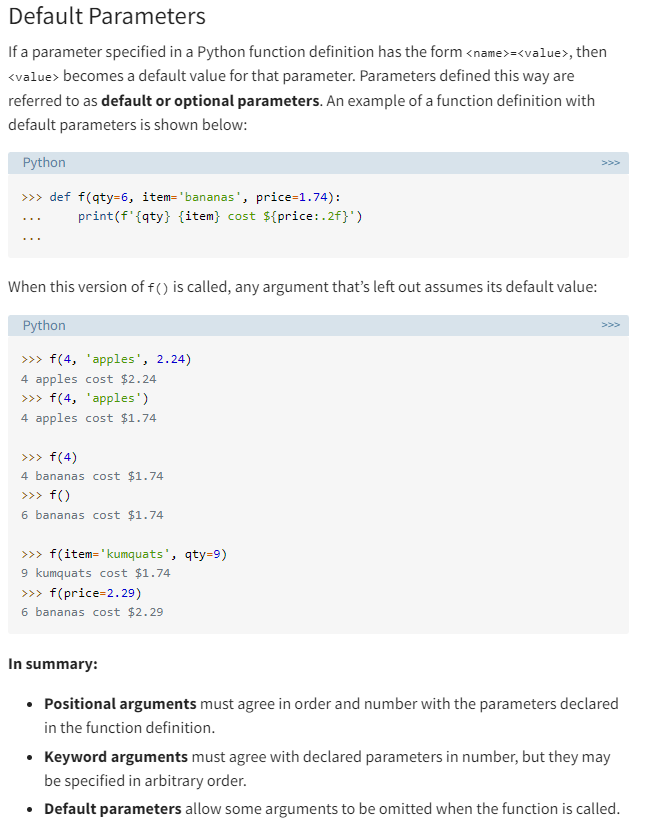 Default Parameters
If a parameter specified in a Python function definition has the form <name>=<value>, then
<value> becomes a default value for that parameter. Parameters defined this way are
referred to as default or optional parameters. An example of a function definition with
default parameters is shown below:
Python >>>
>>> def f(qty=6, item='bananas', price=1.74):
...     print(f'{qty} {item} cost ${price:.2f}')
...
When this version of f() is called, any argument that’s left out assumes its default value:
Python >>>
>>> f(4, 'apples', 2.24)
4 apples cost $2.24
>>> f(4, 'apples')
4 apples cost $1.74
>>> f(4)
4 bananas cost $1.74
>>> f()
6 bananas cost $1.74
>>> f(item='kumquats', qty=9)
9 kumquats cost $1.74
>>> f(price=2.29)
6 bananas cost $2.29
In summary:
• Positional arguments must agree in order and number with the parameters declared
in the function definition.
• Keyword arguments must agree with declared parameters in number, but they may
be specified in arbitrary order.
• Default parameters allow some arguments to be omitted when the function is called.